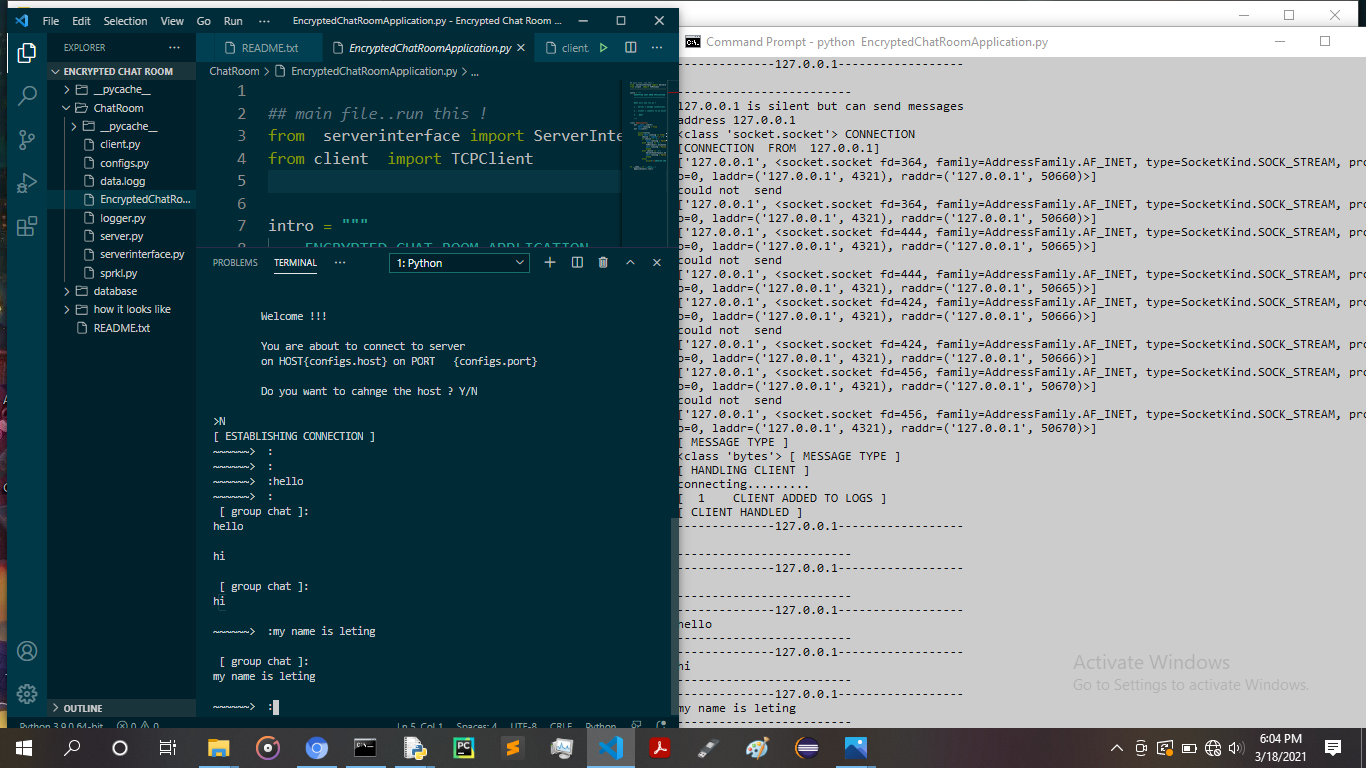 File Edit Selection View Go Run ··· EncryptedChatRoomApplication.py - Encrypted Chat Room ...
EXPLORER ···
ENCRYPTED CHAT ROOM
__pycache__
ChatRoom
__pycache__
client.py
configs.py
data.logg
EncryptedChatRo...
logger.py
server.py
serverinterface.py
sprkl.py
database
how it looks like
README.txt
OUTLINE
README.txt EncryptedChatRoomApplication.py client
ChatRoom > EncryptedChatRoomApplication.py > ...
1
2 ## main file..run this !
3 from serverinterface import ServerInte
4 from client import TCPClient
5
6
7 intro = """
8 ENCRYPTED CHAT ROOM APPLICATION
PROBLEMS TERMINAL ··· 1: Python
Welcome !!!
You are about to connect to server
on HOST{configs.host} on PORT {configs.port}
Do you want to cahnge the host ? Y/N
>N
[ ESTABLISHING CONNECTION ]
~~~~~~> :
~~~~~~> :
~~~~~~> :hello
~~~~~~> :
[ group chat ]:
hello
hi
[ group chat ]:
hi
~~~~~~> :my name is leting
[ group chat ]:
my name is leting
~~~~~~> :
Python 3.9.0 64-bit 0 0 Ln 5, Col 1 Spaces: 4 UTF-8 CRLF Python
Command Prompt - python EncryptedChatRoomApplication.py
---------------127.0.0.1-------------------
---------------------------
127.0.0.1 is silent but can send messages
address 127.0.0.1
<class 'socket.socket'> CONNECTION
[CONNECTION FROM 127.0.0.1]
['127.0.0.1', <socket.socket fd=364, family=AddressFamily.AF_INET, type=SocketKind.SOCK_STREAM, pro
o=0, laddr=('127.0.0.1', 4321), raddr=('127.0.0.1', 50660)>]
could not send
['127.0.0.1', <socket.socket fd=364, family=AddressFamily.AF_INET, type=SocketKind.SOCK_STREAM, pro
o=0, laddr=('127.0.0.1', 4321), raddr=('127.0.0.1', 50660)>]
['127.0.0.1', <socket.socket fd=444, family=AddressFamily.AF_INET, type=SocketKind.SOCK_STREAM, pro
o=0, laddr=('127.0.0.1', 4321), raddr=('127.0.0.1', 50665)>]
could not send
['127.0.0.1', <socket.socket fd=444, family=AddressFamily.AF_INET, type=SocketKind.SOCK_STREAM, pro
o=0, laddr=('127.0.0.1', 4321), raddr=('127.0.0.1', 50665)>]
['127.0.0.1', <socket.socket fd=424, family=AddressFamily.AF_INET, type=SocketKind.SOCK_STREAM, pro
o=0, laddr=('127.0.0.1', 4321), raddr=('127.0.0.1', 50666)>]
could not send
['127.0.0.1', <socket.socket fd=424, family=AddressFamily.AF_INET, type=SocketKind.SOCK_STREAM, pro
o=0, laddr=('127.0.0.1', 4321), raddr=('127.0.0.1', 50666)>]
['127.0.0.1', <socket.socket fd=456, family=AddressFamily.AF_INET, type=SocketKind.SOCK_STREAM, pro
o=0, laddr=('127.0.0.1', 4321), raddr=('127.0.0.1', 50670)>]
could not send
['127.0.0.1', <socket.socket fd=456, family=AddressFamily.AF_INET, type=SocketKind.SOCK_STREAM, pro
o=0, laddr=('127.0.0.1', 4321), raddr=('127.0.0.1', 50670)>]
[ MESSAGE TYPE ]
<class 'bytes'> [ MESSAGE TYPE ]
[ HANDLING CLIENT ]
connecting.........
[ 1 CLIENT ADDED TO LOGS ]
[ CLIENT HANDLED ]
---------------127.0.0.1-------------------
---------------------------
---------------127.0.0.1-------------------
---------------------------
---------------127.0.0.1-------------------
hello
---------------------------
---------------127.0.0.1-------------------
hi
---------------------------
---------------127.0.0.1-------------------
my name is leting
---------------------------
Activate Windows
Go to Settings to activate Windows.
6:04 PM
3/18/2021